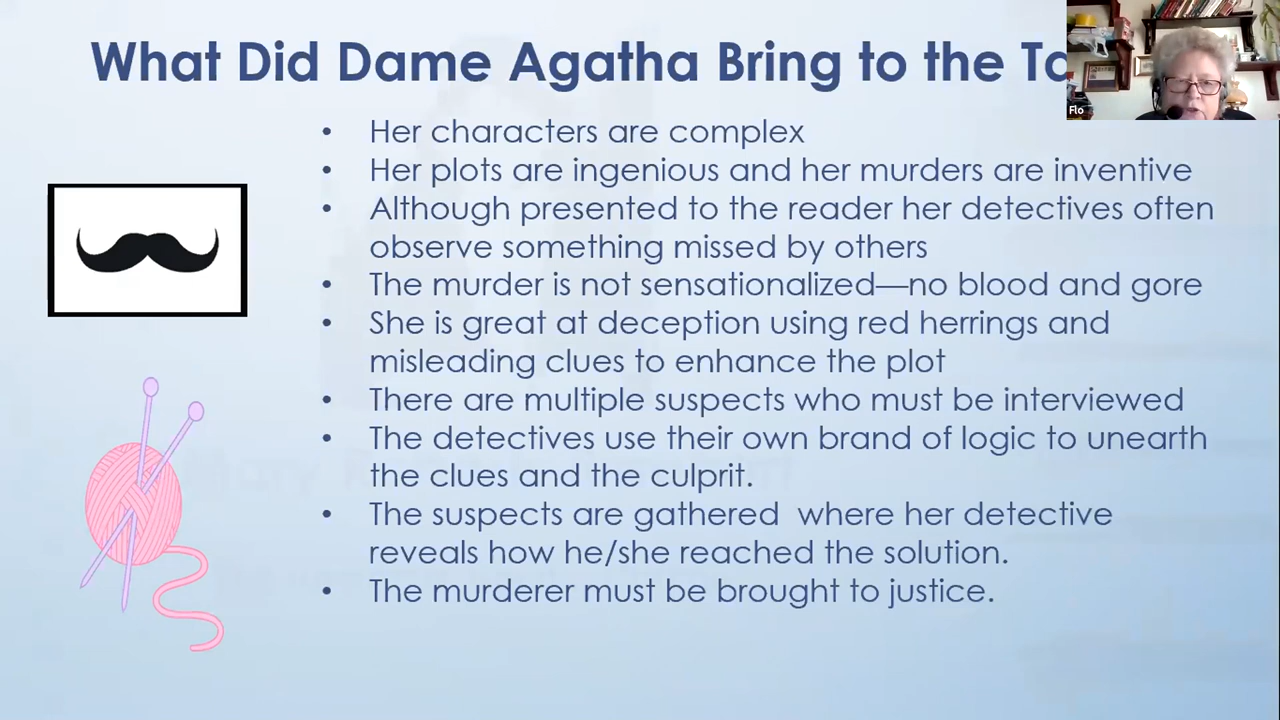 What Did Dame Agatha Bring to the Ta
Flo
• Her characters are complex
• Her plots are ingenious and her murders are inventive
• Although presented to the reader her detectives often
observe something missed by others
• The murder is not sensationalized—no blood and gore
• She is great at deception using red herrings and
misleading clues to enhance the plot
• There are multiple suspects who must be interviewed
• The detectives use their own brand of logic to unearth
the clues and the culprit.
• The suspects are gathered  where her detective
reveals how he/she reached the solution.
• The murderer must be brought to justice.